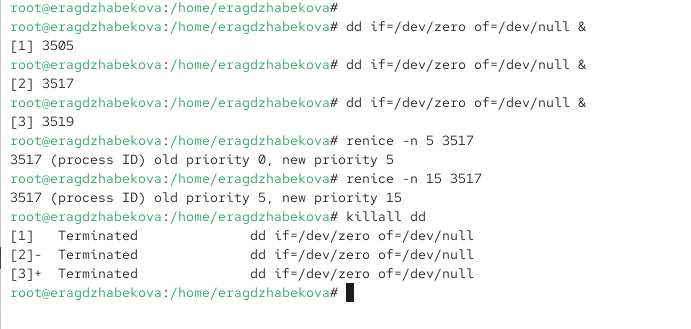 root@eragdzhabekova:/home/eragdzhabekova#
root@eragdzhabekova:/home/eragdzhabekova# dd if=/dev/zero of=/dev/null &
[1] 3505
root@eragdzhabekova:/home/eragdzhabekova# dd if=/dev/zero of=/dev/null &
[2] 3517
root@eragdzhabekova:/home/eragdzhabekova# dd if=/dev/zero of=/dev/null &
[3] 3519
root@eragdzhabekova:/home/eragdzhabekova# renice -n 5 3517
3517 (process ID) old priority 0, new priority 5
root@eragdzhabekova:/home/eragdzhabekova# renice -n 15 3517
3517 (process ID) old priority 5, new priority 15
root@eragdzhabekova:/home/eragdzhabekova# killall dd
[1]   Terminated              dd if=/dev/zero of=/dev/null
[2]-  Terminated              dd if=/dev/zero of=/dev/null
[3]+  Terminated              dd if=/dev/zero of=/dev/null
root@eragdzhabekova:/home/eragdzhabekova#